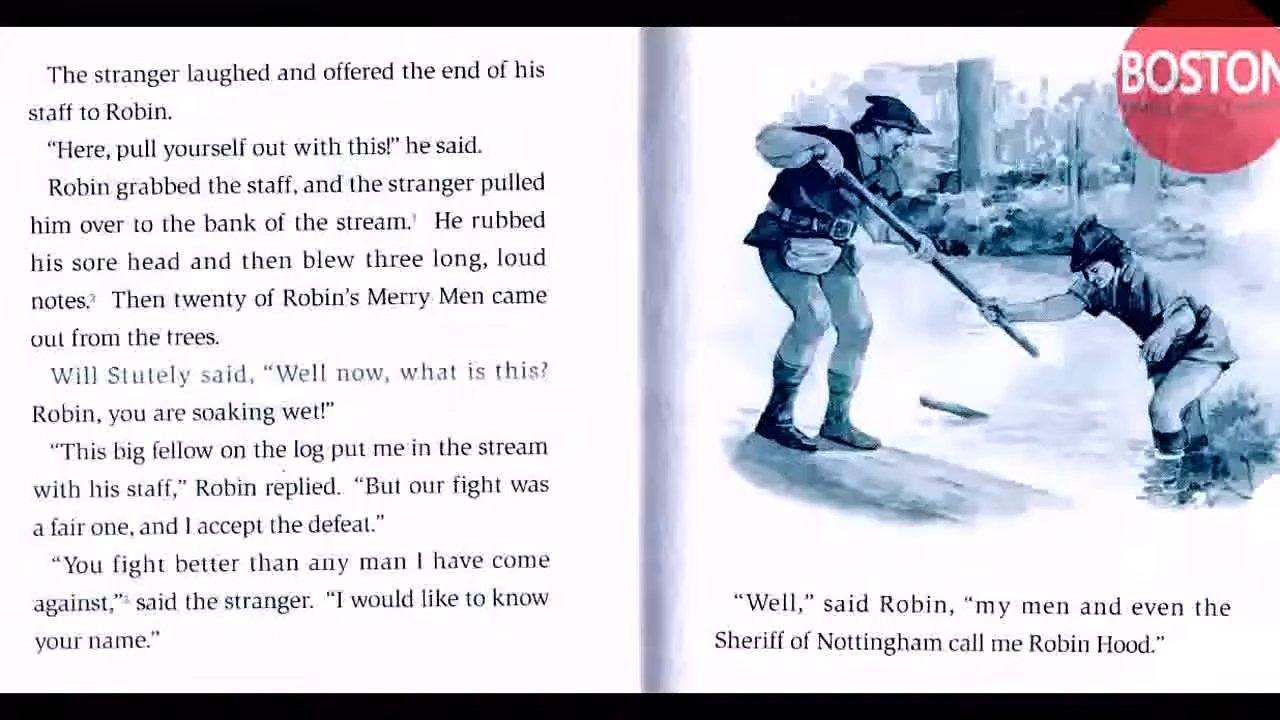 The stranger laughed and offered the end of his
staff to Robin.
“Here, pull yourself out with this!” he said.
Robin grabbed the staff, and the stranger pulled
him over to the bank of the stream. He rubbed
his sore head and then blew three long, loud
notes. Then twenty of Robin’s Merry Men came
out from the trees.
Will Stutely said, “Well now, what is this?
Robin, you are soaking wet!”
“This big fellow on the log put me in the stream
with his staff,” Robin replied. “But our fight was
a fair one, and I accept the defeat.”
“You fight better than any man I have come
against,” said the stranger. “I would like to know
your name.”
BOSTON
“Well,” said Robin, “my men and even the
Sheriff of Nottingham call me Robin Hood.”